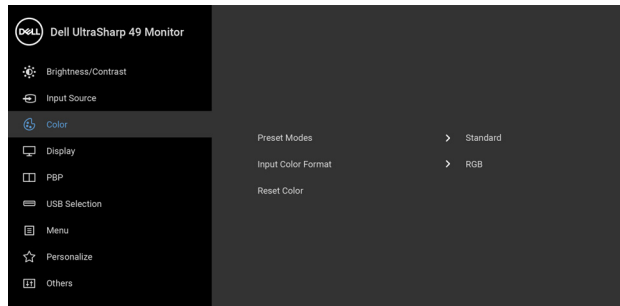 DELL Dell UltraSharp 49 Monitor
Brightness/Contrast
Input Source
Color
Display
PBP
USB Selection
Menu
Personalize
Others
Preset Modes > Standard
Input Color Format > RGB
Reset Color